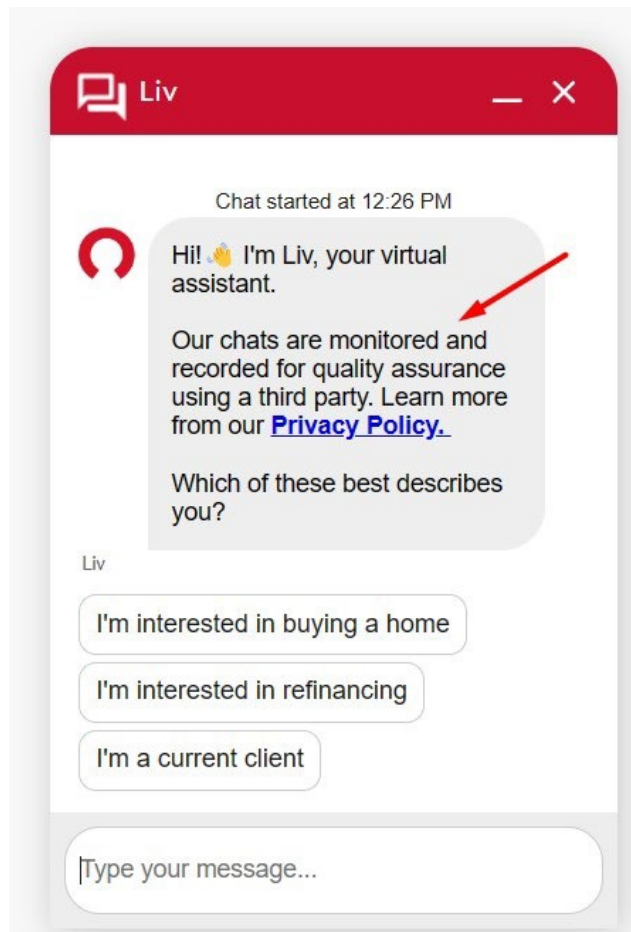 Liv
Chat started at 12:26 PM
Hi! 👋 I'm Liv, your virtual
assistant.
Our chats are monitored and
recorded for quality assurance
using a third party. Learn more
from our Privacy Policy.
Which of these best describes
you?
Liv
I'm interested in buying a home
I'm interested in refinancing
I'm a current client
Type your message...